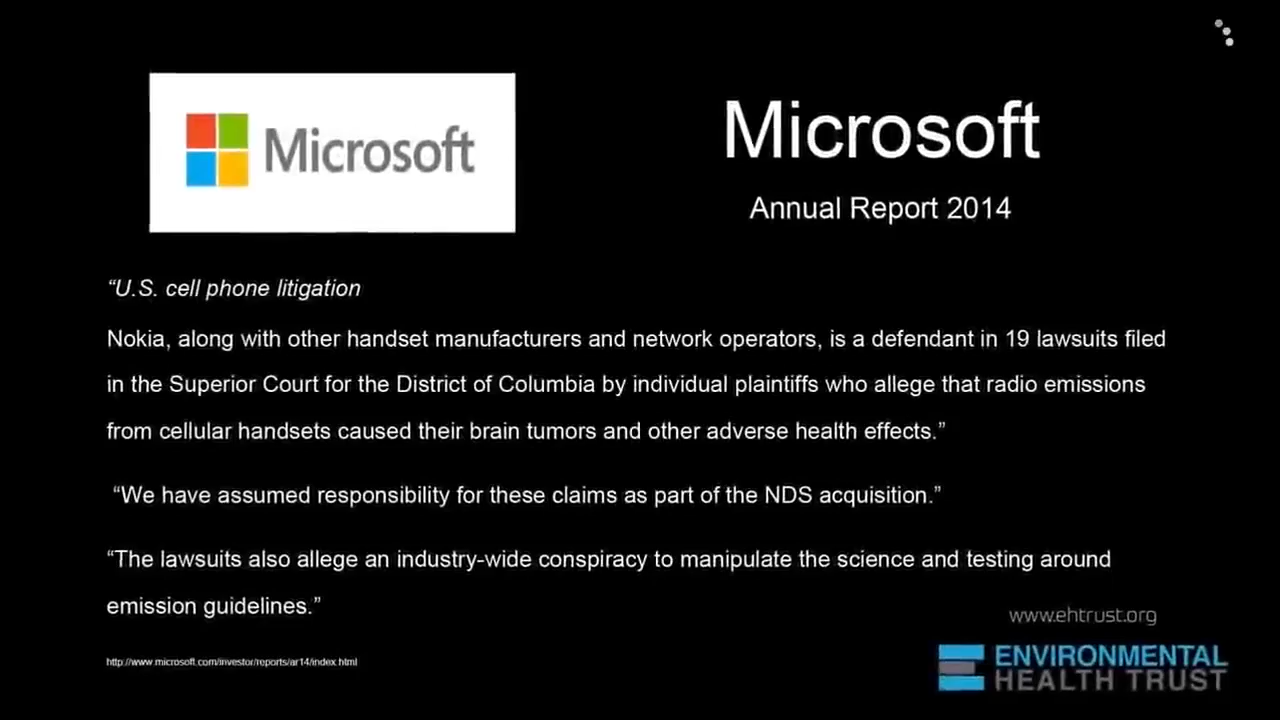 Microsoft
Microsoft
Annual Report 2014
“U.S. cell phone litigation
Nokia, along with other handset manufacturers and network operators, is a defendant in 19 lawsuits filed
in the Superior Court for the District of Columbia by individual plaintiffs who allege that radio emissions
from cellular handsets caused their brain tumors and other adverse health effects.”
“We have assumed responsibility for these claims as part of the NDS acquisition.”
“The lawsuits also allege an industry-wide conspiracy to manipulate the science and testing around
emission guidelines.”
www.ehtrust.org
http://www.microsoft.com/investor/reports/ar14/index.html
ENVIRONMENTAL
HEALTH TRUST